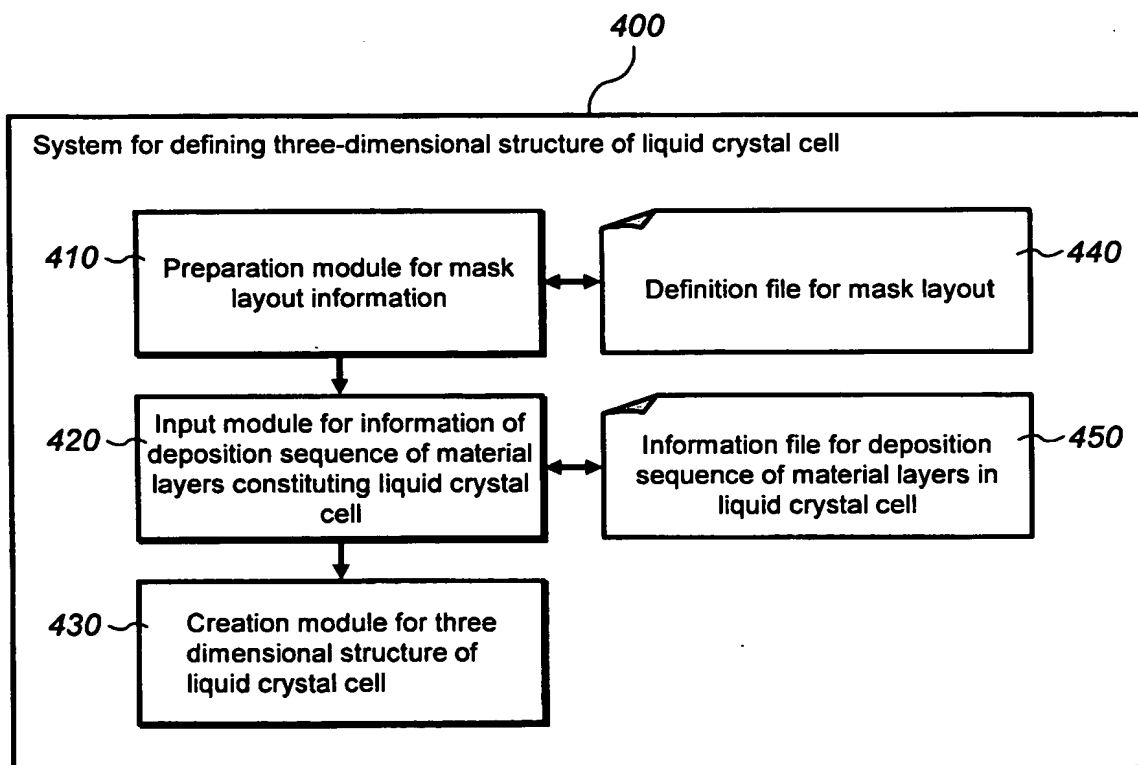 400
System for defining three-dimensional structure of liquid crystal cell
410
Preparation module for mask
layout information
Definition file for mask layout
440
420
Input module for information of
deposition sequence of material
layers constituting liquid crystal
cell
Information file for deposition
sequence of material layers in
liquid crystal cell
450
430
Creation module for three
dimensional structure of
liquid crystal cell